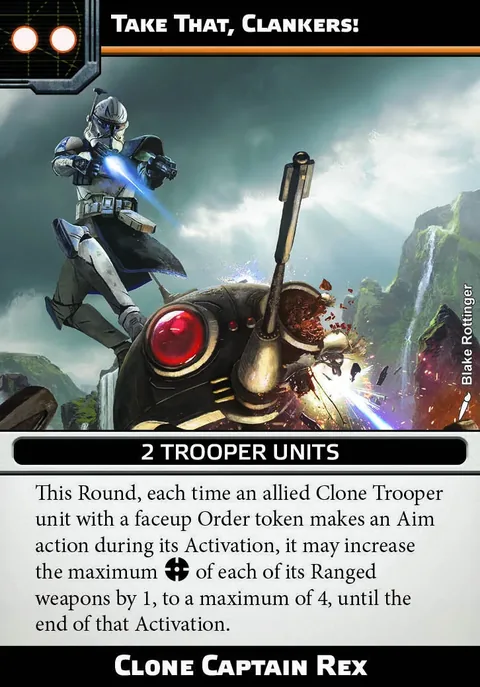 Take That, Clankers!
Blake Rottinger
2 TROOPER UNITS
This Round, each time an allied Clone Trooper
unit with a faceup Order token makes an Aim
action during its Activation, it may increase
the maximum of each of its Ranged
weapons by 1, to a maximum of 4, until the
end of that Activation.
Clone Captain Rex